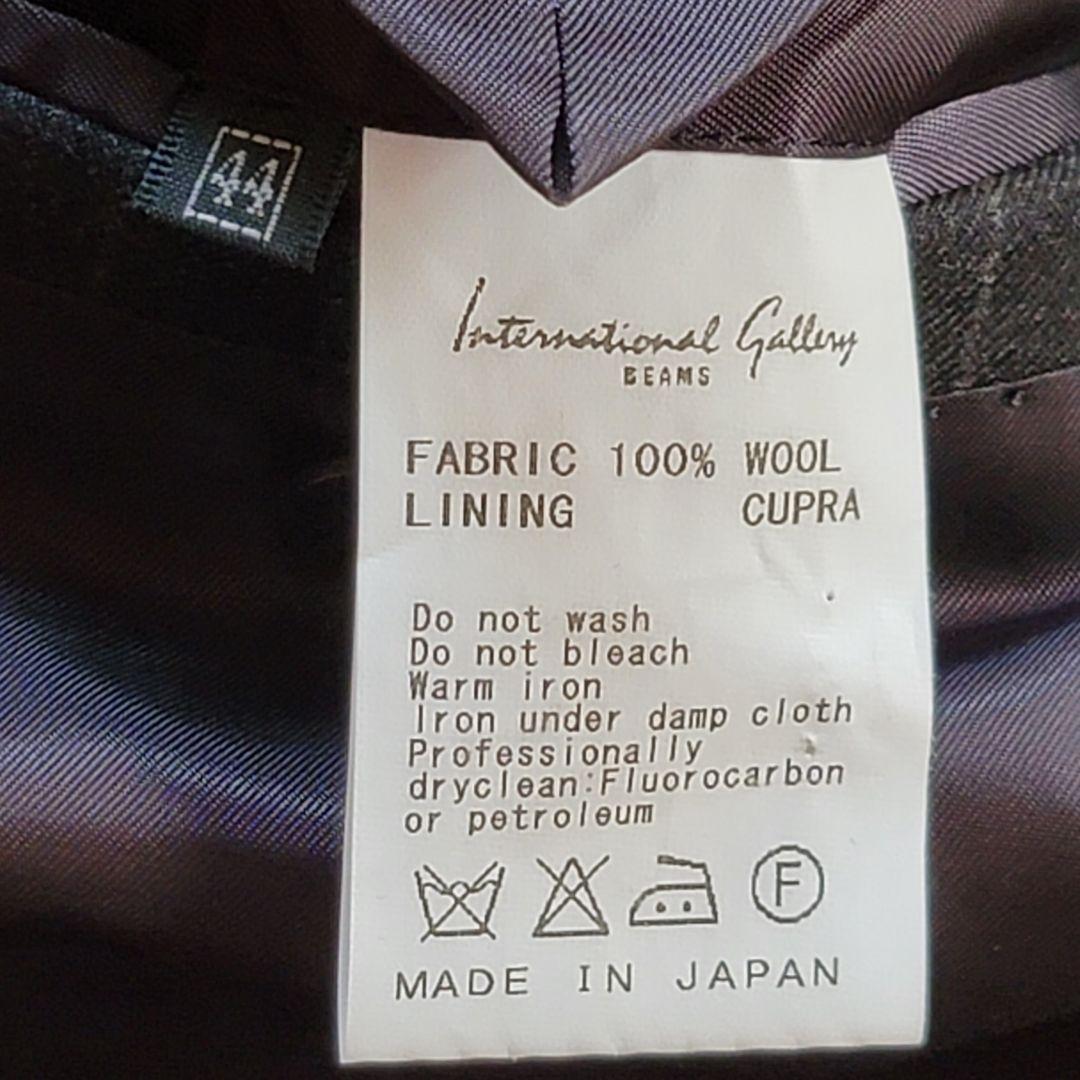 44
International Gallery
BEAMS
FABRIC 100% WOOL
LINING CUPRA
Do not wash
Do not bleach
Warm iron
Iron under damp cloth
Professionally
dryclean:Fluorocarbon
or petroleum
F
MADE IN JAPAN